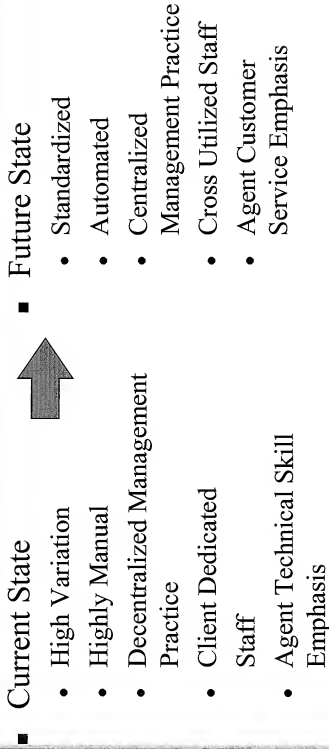 Current State
• High Variation
• Highly Manual
• Decentralized Management
Practice
• Client Dedicated
Staff
• Agent Technical Skill
Emphasis
Future State
• Standardized
• Automated
• Centralized
Management Practice
• Cross Utilized Staff
• Agent Customer
Service Emphasis